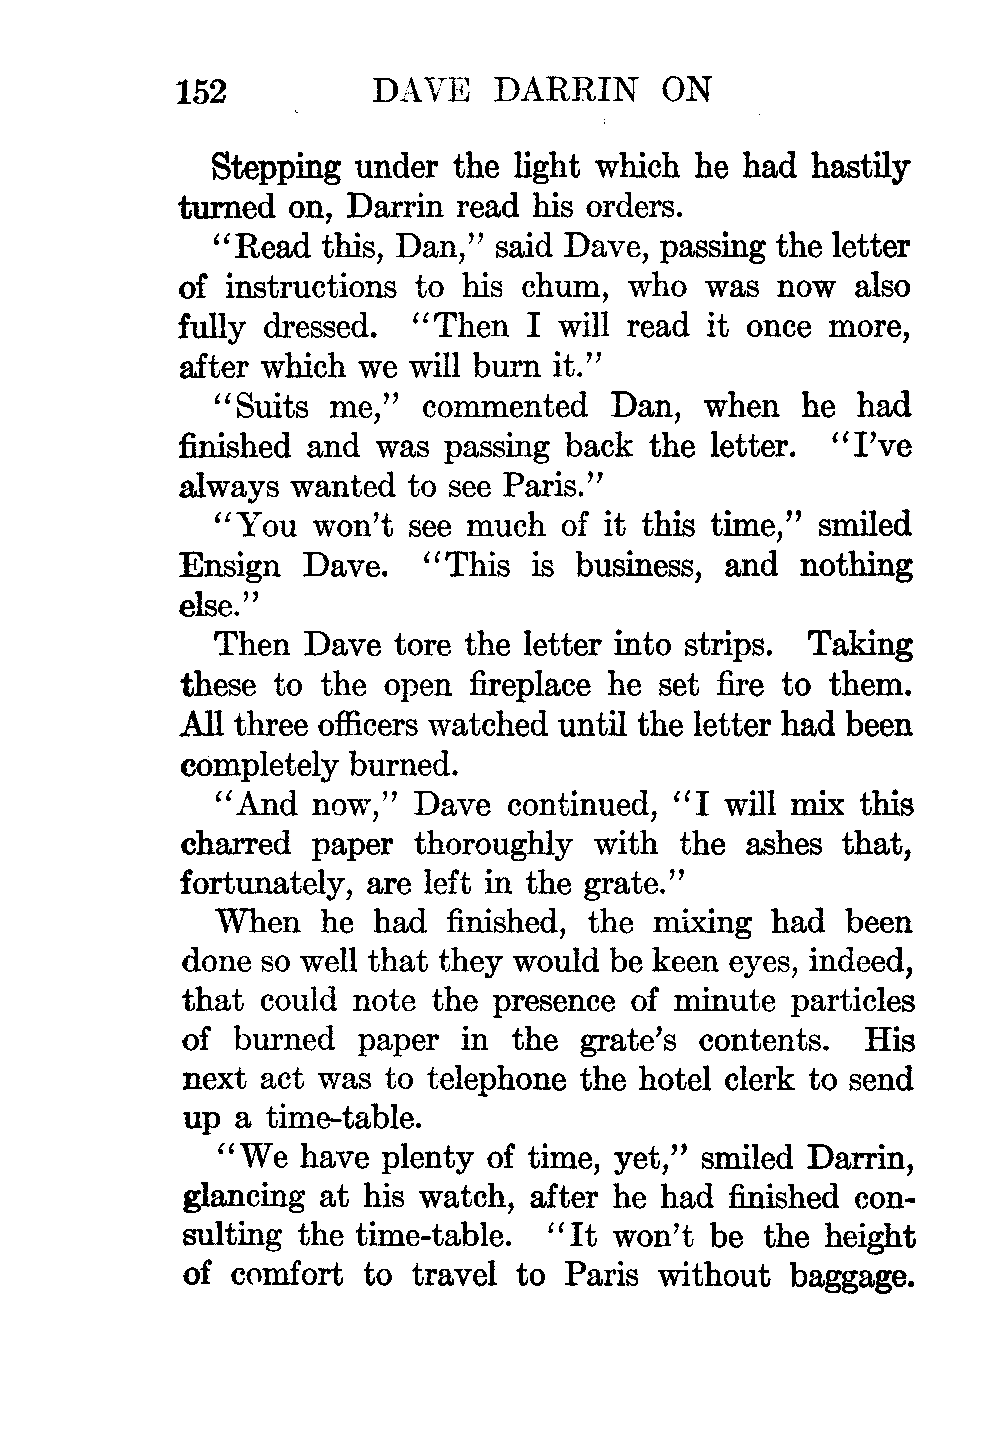 152 DAVE DARRIN ON
Stepping under the light which he had hastily
turned on, Darrin read his orders.
“Read this, Dan,” said Dave, passing the letter
of instructions to his chum, who was now also
fully dressed. “Then I will read it once more,
after which we will burn it.”
“Suits me,” commented Dan, when he had
finished and was passing back the letter. “I’ve
always wanted to see Paris.”
“You won’t see much of it this time,” smiled
Ensign Dave. “This is business, and nothing
else.”
Then Dave tore the letter into strips. Taking
these to the open fireplace he set fire to them.
All three officers watched until the letter had been
completely burned.
“And now,” Dave continued, “I will mix this
charred paper thoroughly with the ashes that,
fortunately, are left in the grate.”
When he had finished, the mixing had been
done so well that they would be keen eyes, indeed,
that could note the presence of minute particles
of burned paper in the grate’s contents. His
next act was to telephone the hotel clerk to send
up a time-table.
“We have plenty of time, yet,” smiled Darrin,
glancing at his watch, after he had finished con-
sulting the time-table. “It won’t be the height
of comfort to travel to Paris without baggage.